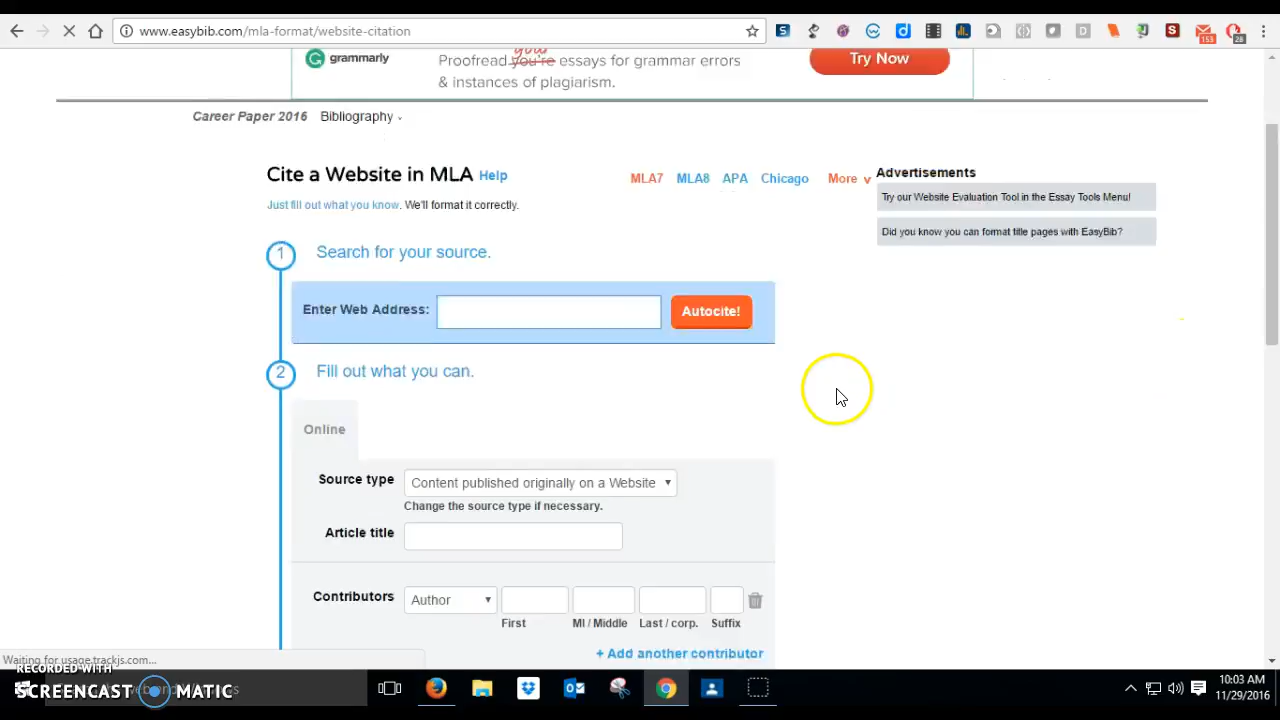 www.easybib.com/mla-format/website-citation
153
28
grammarly
you
Proofread you're essays for grammar errors
& instances of plagiarism.
Try Now
Career Paper 2016 Bibliography
Cite a Website in MLA Help
MLA7 MLA8 APA Chicago More v
Just fill out what you know. We'll format it correctly.
Advertisements
Try our Website Evaluation Tool in the Essay Tools Menu!
Did you know you can format title pages with EasyBib?
1 Search for your source.
Enter Web Address:
Autocite!
2 Fill out what you can.
Online
Source type Content published originally on a Website
Change the source type if necessary.
Article title
Contributors Author
First MI / Middle Last / corp. Suffix
+ Add another contributor
Waiting for usage.trackjs.com...
RECORDED WITH
SCREENCAST MATIC
10:03 AM
11/29/2016